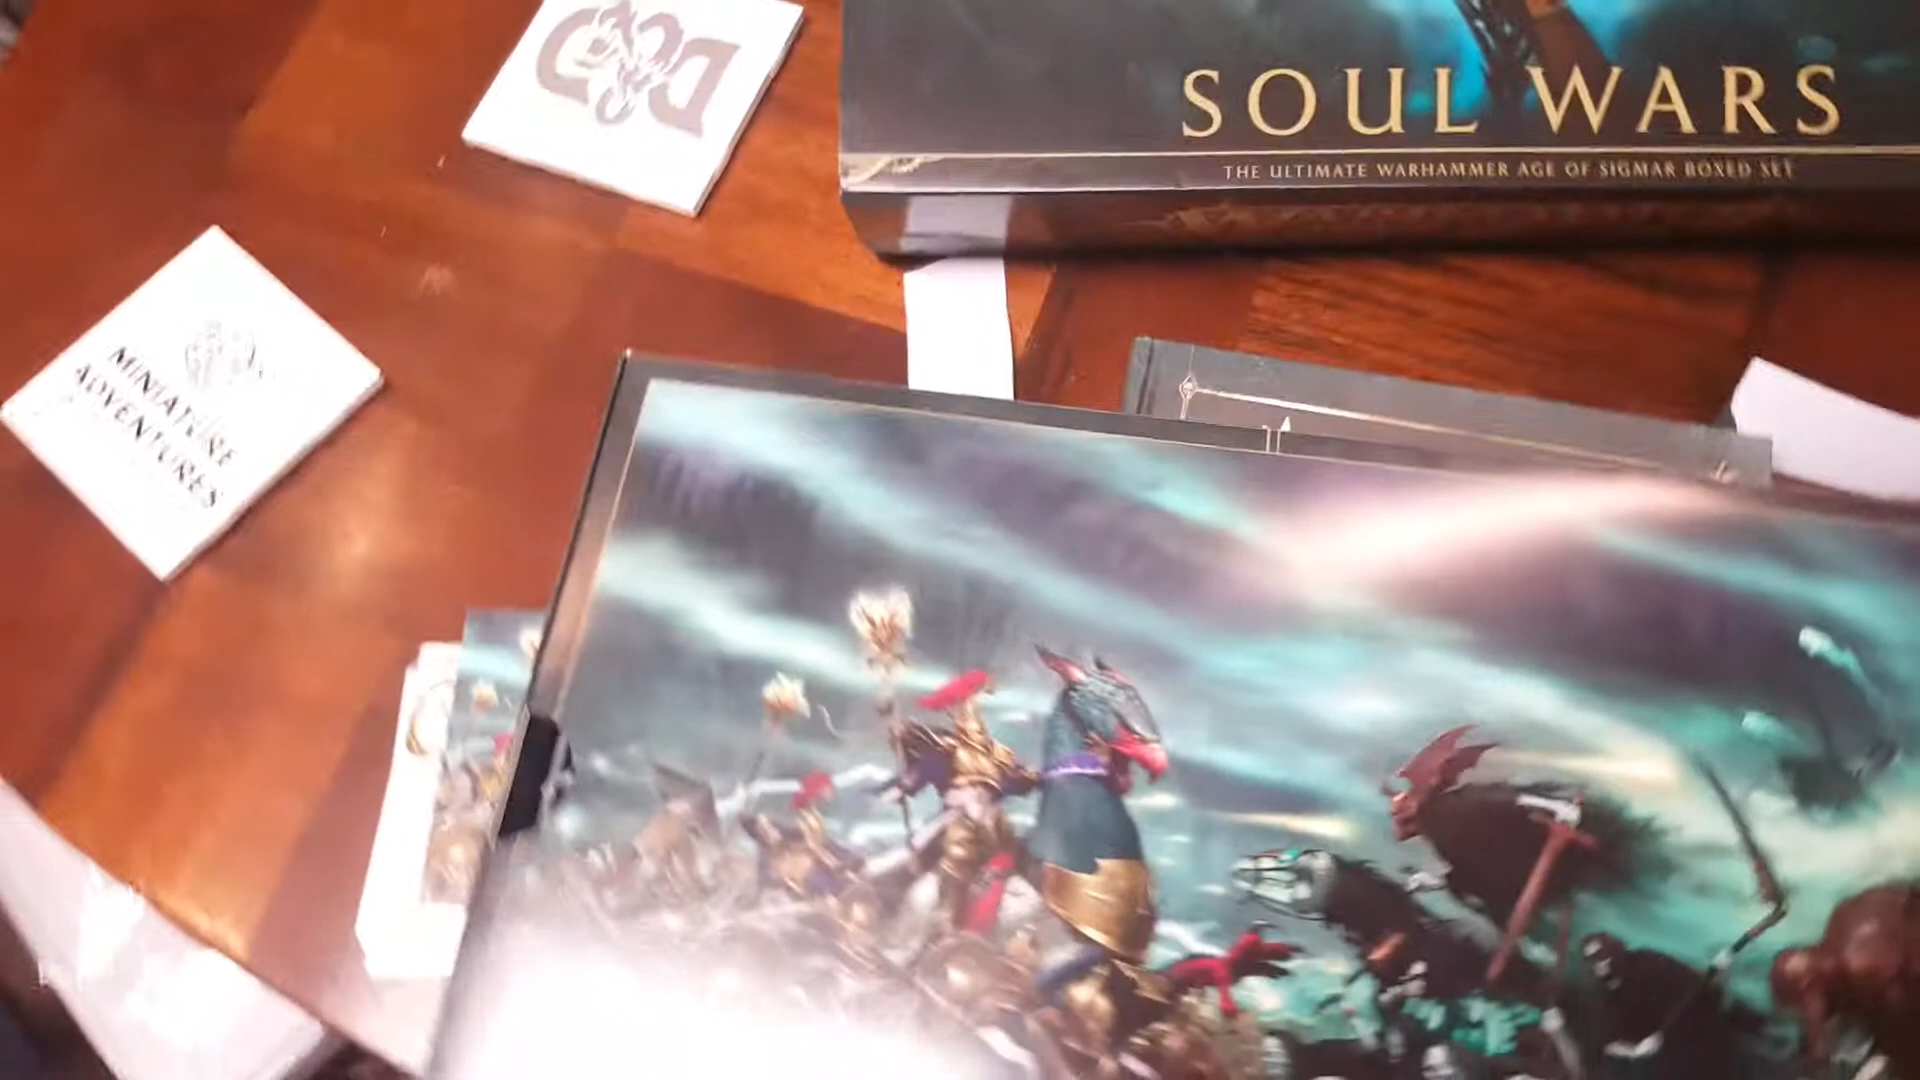 D&D
SOUL WARS
THE ULTIMATE WARHAMMER AGE OF SIGMAR BOXED SET
MINIATURE
ADVENTURES